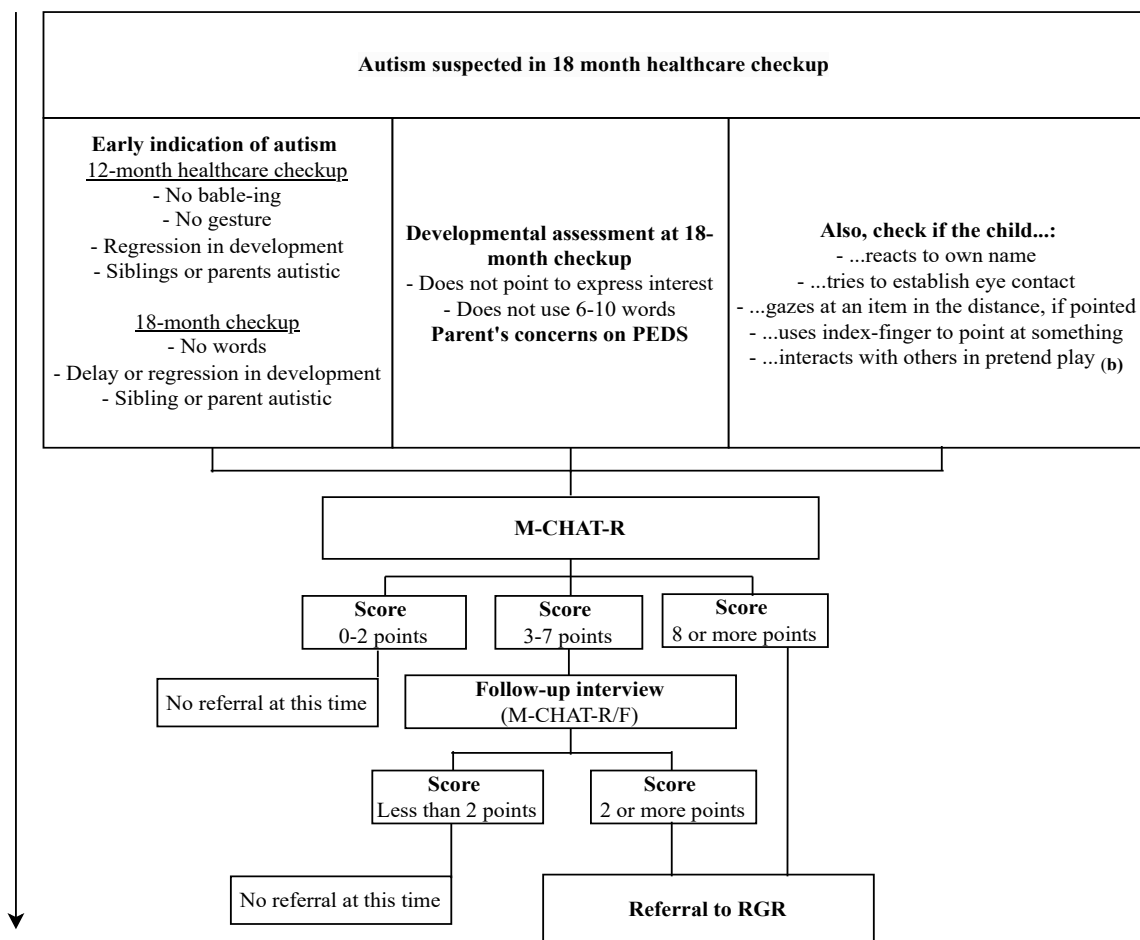 Autism suspected in 18 month healthcare checkup
Early indication of autism
12-month healthcare checkup
- No bable-ing
- No gesture
- Regression in development
- Siblings or parents autistic
18-month checkup
- No words
- Delay or regression in development
- Sibling or parent autistic
Developmental assessment at 18-
month checkup
- Does not point to express interest
- Does not use 6-10 words
Parent's concerns on PEDS
Also, check if the child...:
- ...reacts to own name
- ...tries to establish eye contact
- ...gazes at an item in the distance, if pointed
- ...uses index-finger to point at something
- ...interacts with others in pretend play (b)
M-CHAT-R
Score
0-2 points
Score
3-7 points
Score
8 or more points
No referral at this time
Follow-up interview
(M-CHAT-R/F)
Score
Less than 2 points
Score
2 or more points
No referral at this time
Referral to RGR